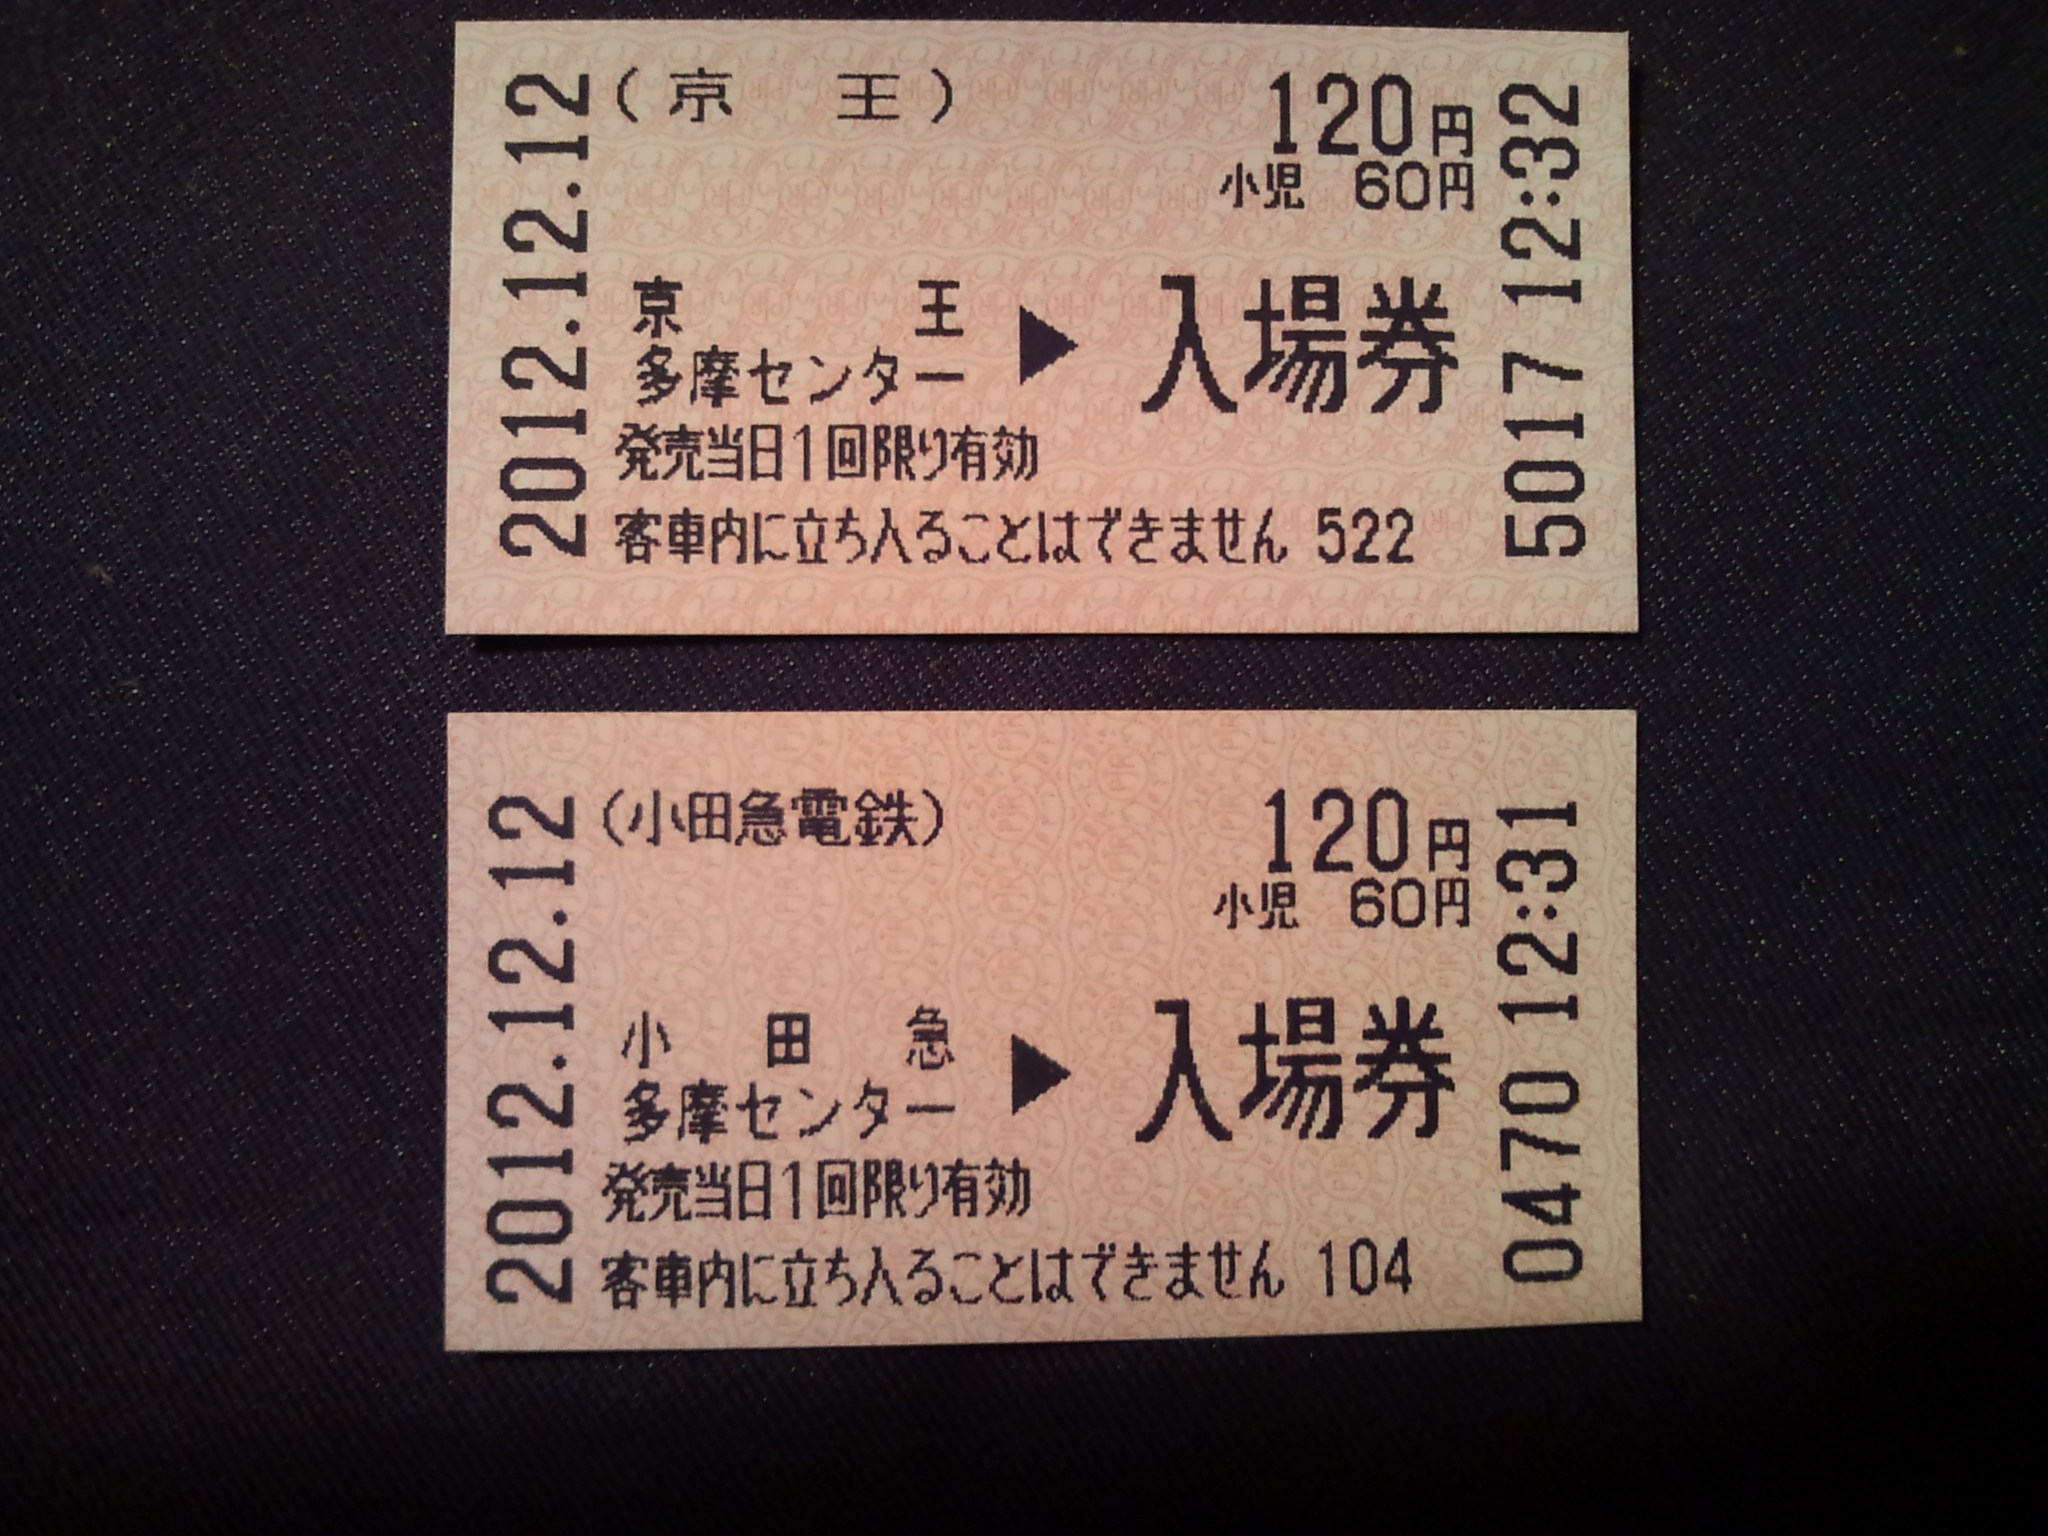 2012.12.12
(京 王)
120円
小児 60円
京 王
多摩センター
▶ 入場券
発売当日1回限り有効
客車内に立ち入ることはできません 522
5017 12:32
2012.12.12
(小田急電鉄)
120円
小児 60円
小 田 急
多摩センター
▶ 入場券
発売当日1回限り有効
客車内に立ち入ることはできません 104
0470 12:31